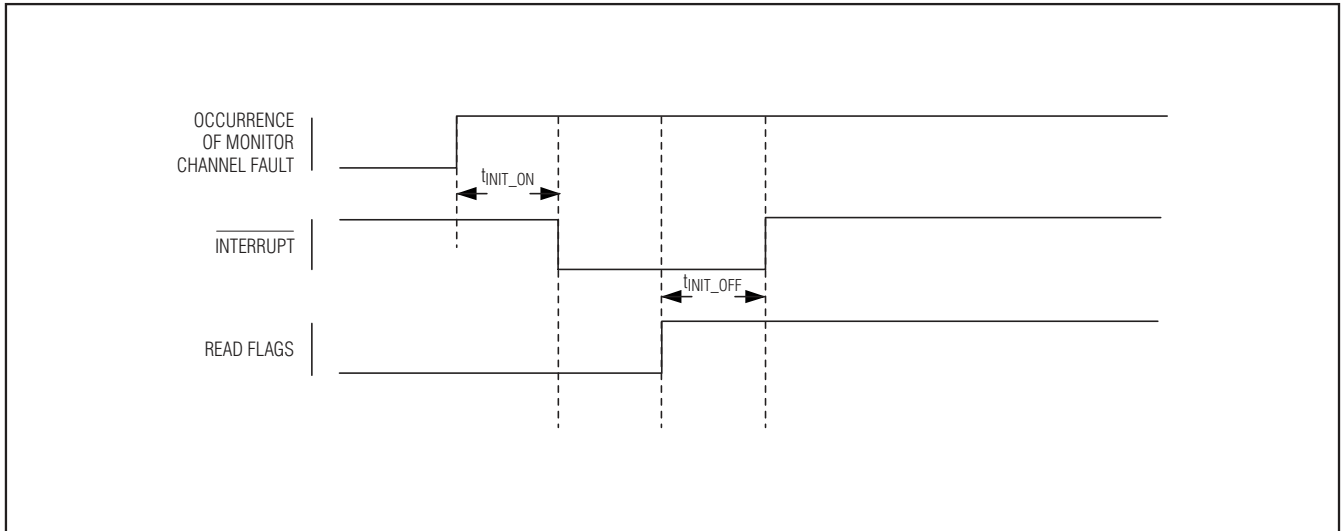 OCCURRENCE
OF MONITOR
CHANNEL FAULT
tINIT_ON
INTERRUPT
tINIT_OFF
READ FLAGS